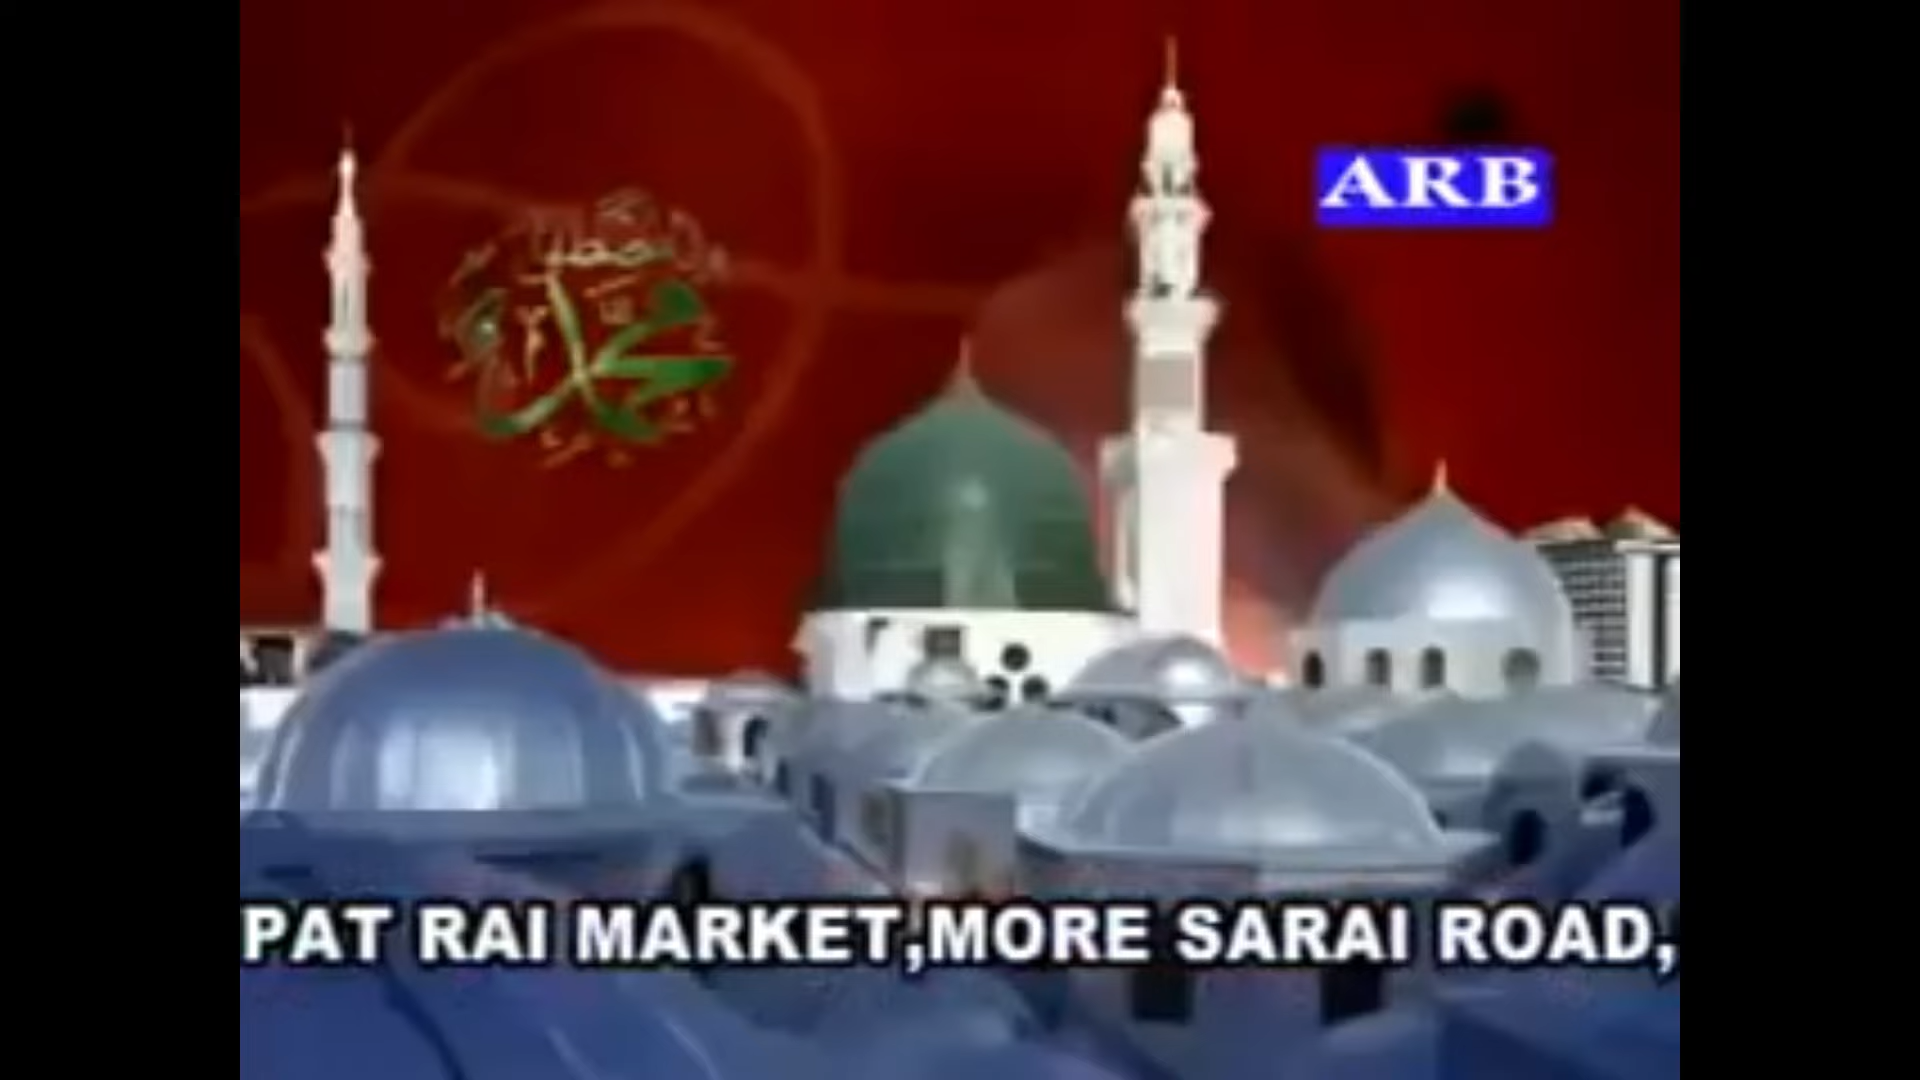 ARB
محمد
PAT RAI MARKET,MORE SARAI ROAD,